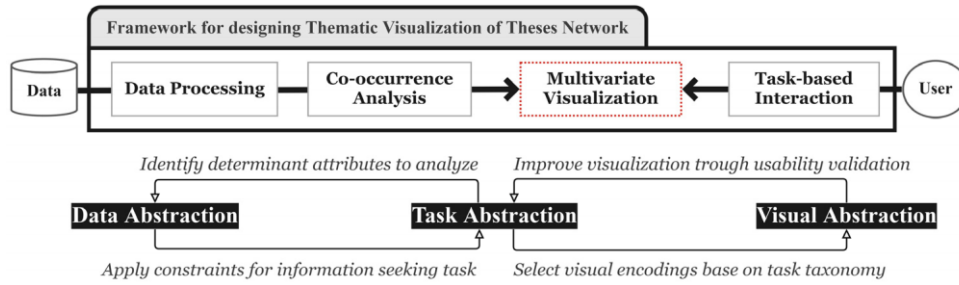 Framework for designing Thematic Visualization of Theses Network
Data
Data Processing
Co-occurrence
Analysis
Multivariate
Visualization
Task-based
Interaction
User
Identify determinant attributes to analyze
Improve visualization trough usability validation
Data Abstraction
Task Abstraction
Visual Abstraction
Apply constraints for information seeking task
Select visual encodings base on task taxonomy